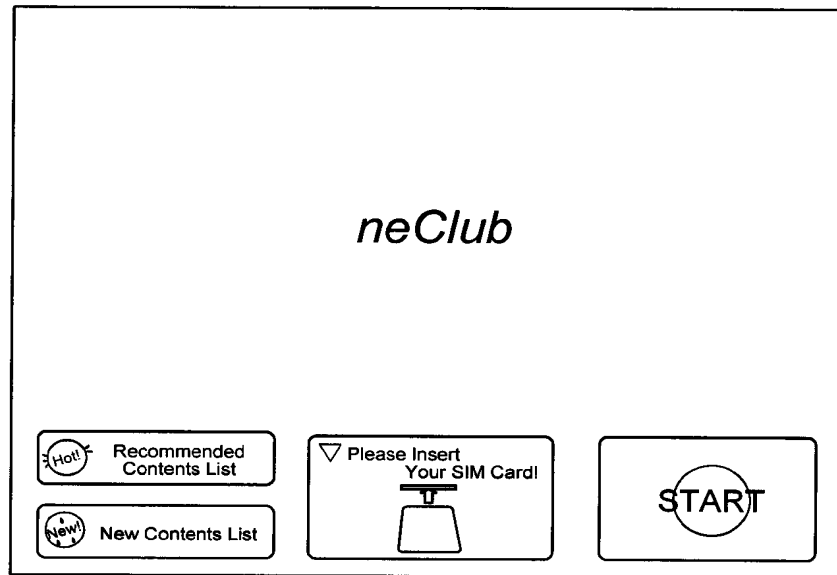 neClub
Hot!
Recommended
Contents List
New!
New Contents List
Please Insert
Your SIM Card!
START